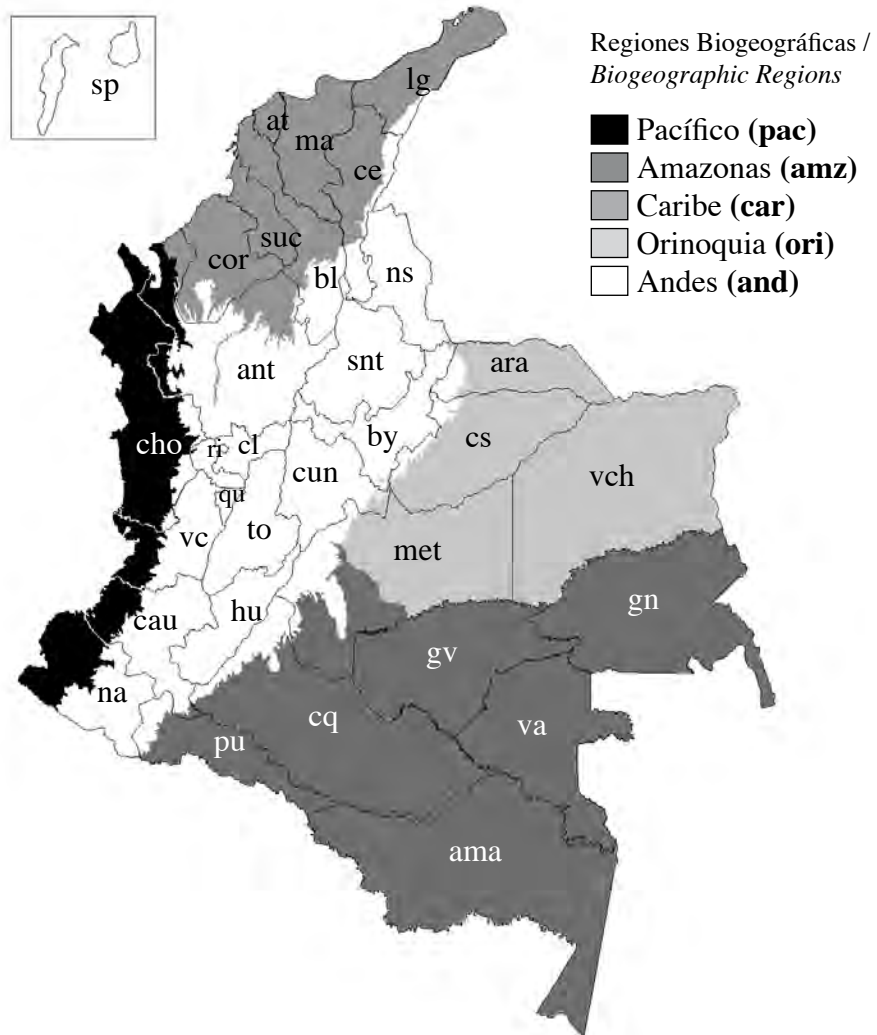 sp
Regiones Biogeográficas /
Biogeographic Regions
Pacífico (pac)
Amazonas (amz)
Caribe (car)
Orinoquia (ori)
Andes (and)
lg
at
ma
ce
suc
cor
bl
ns
ant
snt
ara
cho
ri
cl
by
cs
cun
qu
vch
vc
to
met
cau
hu
gn
gv
na
cq
va
pu
ama